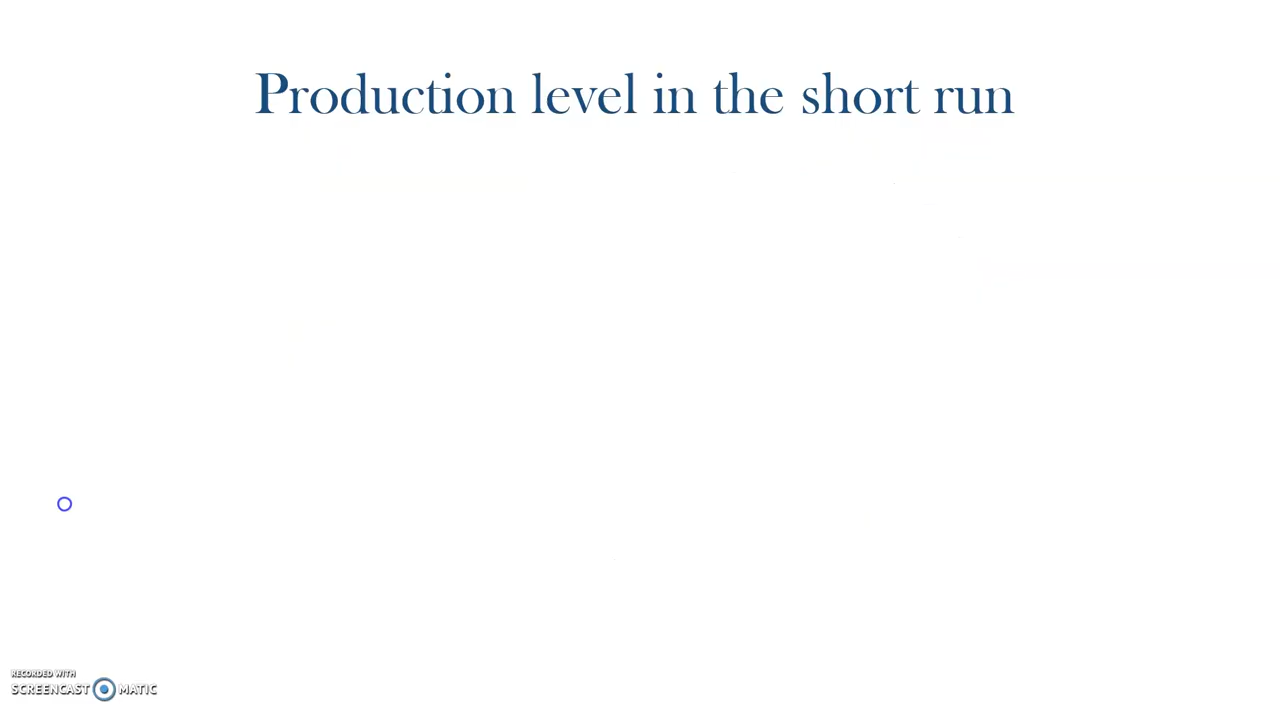 Production level in the short run
RECORDED WITH
SCREENCAST MATIC